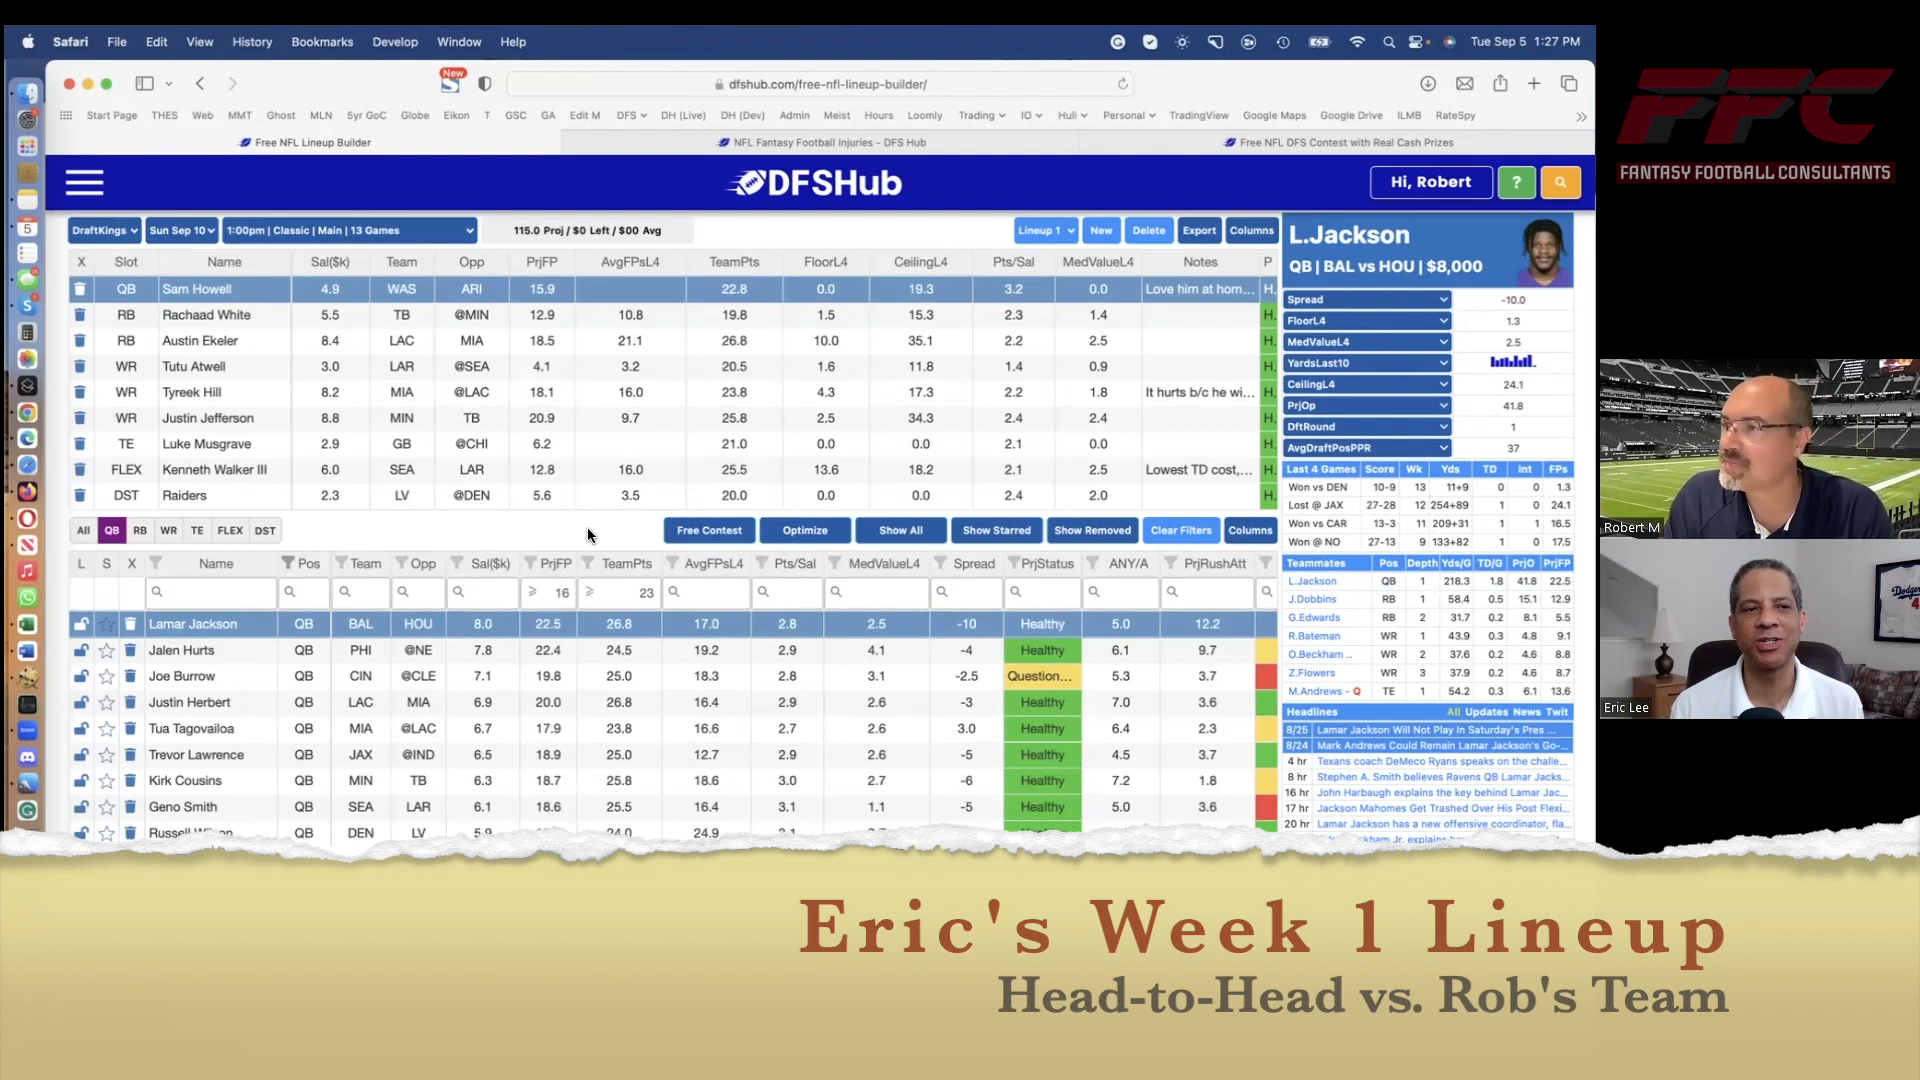 Safari File Edit View History Bookmarks Develop Window Help Tue Sep 5 1:27 PM
New dfshub.com/free-nfl-lineup-builder/
Start Page THES Web MMT Ghost MLN 5yr GoC Globe Eikon T GSC GA Edit M DFS DH (Live) DH (Dev) Admin Meist Hours Loomly Trading IO Huli Personal TradingView Google Maps Google Drive ILMB RateSpy
Free NFL Lineup Builder NFL Fantasy Football Injuries - DFS Hub Free NFL DFS Contest with Real Cash Prizes
DFSHub Hi, Robert ?
DraftKings Sun Sep 10 1:00pm | Classic | Main | 13 Games 115.0 Proj / $0 Left / $00 Avg Lineup 1 New Delete Export Columns
X Slot Name Sal($k) Team Opp PrjFP AvgFPsL4 TeamPts FloorL4 CeilingL4 Pts/Sal MedValueL4 Notes P
QB Sam Howell 4.9 WAS ARI 15.9 22.8 0.0 19.3 3.2 0.0 Love him at hom... H.
RB Rachaad White 5.5 TB @MIN 12.9 10.8 19.8 1.5 15.3 2.3 1.4 H.
RB Austin Ekeler 8.4 LAC MIA 18.5 21.1 26.8 10.0 35.1 2.2 2.5 H.
WR Tutu Atwell 3.0 LAR @SEA 4.1 3.2 20.5 1.6 11.8 1.4 0.9 H.
WR Tyreek Hill 8.2 MIA @LAC 18.1 16.0 23.8 4.3 17.3 2.2 1.8 It hurts b/c he wi... H.
WR Justin Jefferson 8.8 MIN TB 20.9 9.7 25.8 2.5 34.3 2.4 2.4 H.
TE Luke Musgrave 2.9 GB @CHI 6.2 21.0 0.0 0.0 2.1 0.0 H.
FLEX Kenneth Walker III 6.0 SEA LAR 12.8 16.0 25.5 13.6 18.2 2.1 2.5 Lowest TD cost,... H.
DST Raiders 2.3 LV @DEN 5.6 3.5 20.0 0.0 0.0 2.4 2.0 H.
All QB RB WR TE FLEX DST Free Contest Optimize Show All Show Starred Show Removed Clear Filters Columns
L S X Name Pos Team Opp Sal($k) PrjFP TeamPts AvgFPsL4 Pts/Sal MedValueL4 Spread PrjStatus ANY/A PrjRushAtt
≥ 16 ≥ 23
Lamar Jackson QB BAL HOU 8.0 22.5 26.8 17.0 2.8 2.5 -10 Healthy 5.0 12.2
Jalen Hurts QB PHI @NE 7.8 22.4 24.5 19.2 2.9 4.1 -4 Healthy 6.1 9.7
Joe Burrow QB CIN @CLE 7.1 19.8 25.0 18.3 2.8 3.1 -2.5 Question... 5.3 3.7
Justin Herbert QB LAC MIA 6.9 20.0 26.8 16.4 2.9 2.6 -3 Healthy 7.0 3.6
Tua Tagovailoa QB MIA @LAC 6.7 17.9 23.8 16.6 2.7 2.6 3.0 Healthy 6.4 2.3
Trevor Lawrence QB JAX @IND 6.5 18.9 25.0 12.7 2.9 2.6 -5 Healthy 4.5 3.7
Kirk Cousins QB MIN TB 6.3 18.7 25.8 18.6 3.0 2.7 -6 Healthy 7.2 1.8
Geno Smith QB SEA LAR 6.1 18.6 25.5 16.4 3.1 1.1 -5 Healthy 5.0 3.6
QB DEN LV 5.9 24.0 24.9 3.1
L.Jackson
QB | BAL vs HOU | $8,000
Spread -10.0
FloorL4 1.3
MedValueL4 2.5
YardsLast10
CeilingL4 24.1
PrjOp 41.8
DftRound 1
AvgDraftPosPPR 37
Last 4 Games Score Wk Yds TD Int FPs
Won vs DEN 10-9 13 11+9 0 0 1.3
Lost @ JAX 27-28 12 254+89 1 0 24.1
Won vs CAR 13-3 11 209+31 1 1 16.5
Won @ NO 27-13 9 133+82 1 0 17.5
Teammates Pos Depth Yds/G TD/G PrjO PrjFP
L.Jackson QB 1 218.3 1.8 41.8 22.5
J.Dobbins RB 1 58.4 0.5 15.1 12.9
G.Edwards RB 2 31.7 0.2 8.1 5.5
R.Bateman WR 1 43.9 0.3 4.8 9.1
O.Beckham .. WR 2 37.6 0.2 4.6 8.8
Z.Flowers WR 3 37.9 0.2 4.6 8.7
M.Andrews - Q TE 1 54.2 0.3 6.1 13.6
Headlines All Updates News Twit
8/25 Lamar Jackson Will Not Play In Saturday's Pres ...
8/24 Mark Andrews Could Remain Lamar Jackson's Go-...
4 hr Texans coach DeMeco Ryans speaks on the challe...
8 hr Stephen A. Smith believes Ravens QB Lamar Jacks...
16 hr John Harbaugh explains the key behind Lamar Jac...
17 hr Jackson Mahomes Get Trashed Over His Post Flexi...
20 hr Lamar Jackson has a new offensive coordinator, fla...
FFC
FANTASY FOOTBALL CONSULTANTS
Robert M
Dodgers
Eric Lee
Eric's Week 1 Lineup
Head-to-Head vs. Rob's Team